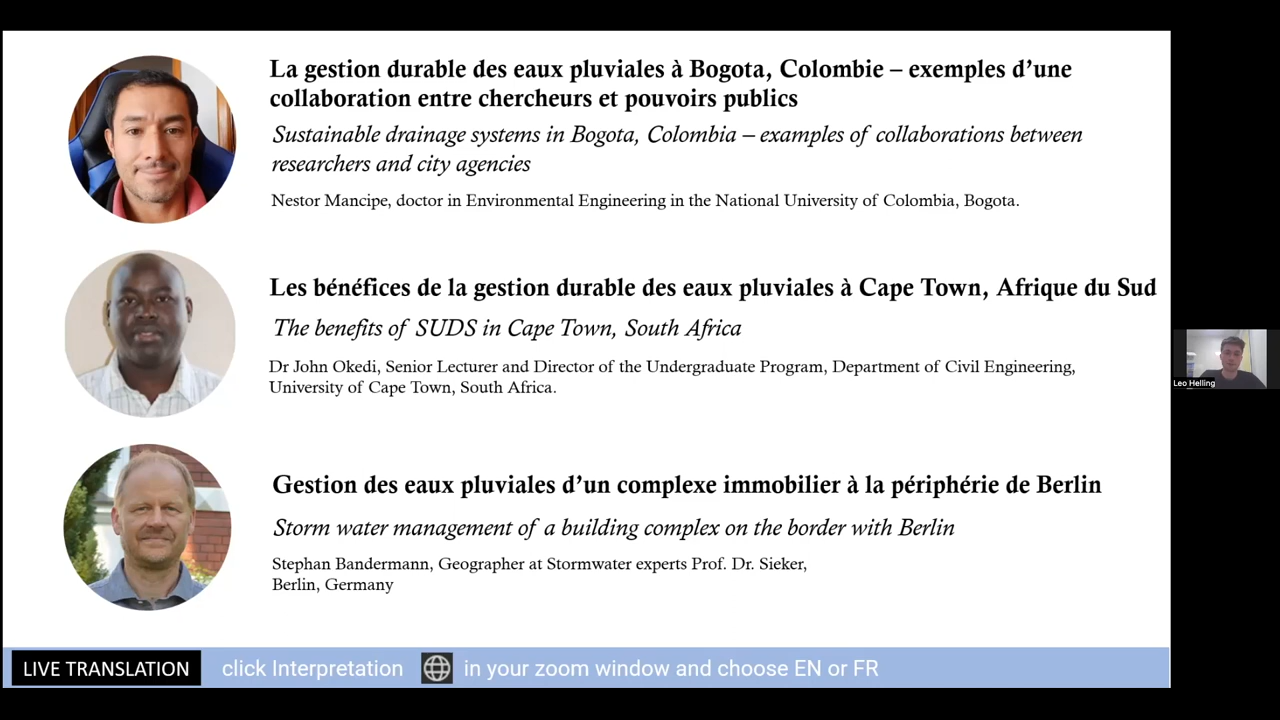 La gestion durable des eaux pluviales à Bogota, Colombie – exemples d’une
collaboration entre chercheurs et pouvoirs publics
Sustainable drainage systems in Bogota, Colombia – examples of collaborations between
researchers and city agencies
Nestor Mancipe, doctor in Environmental Engineering in the National University of Colombia, Bogota.
Les bénéfices de la gestion durable des eaux pluviales à Cape Town, Afrique du Sud
The benefits of SUDS in Cape Town, South Africa
Dr John Okedi, Senior Lecturer and Director of the Undergraduate Program, Department of Civil Engineering,
University of Cape Town, South Africa.
Leo Helling
Gestion des eaux pluviales d’un complexe immobilier à la périphérie de Berlin
Storm water management of a building complex on the border with Berlin
Stephan Bandermann, Geographer at Stormwater experts Prof. Dr. Sieker,
Berlin, Germany
LIVE TRANSLATION click Interpretation in your zoom window and choose EN or FR